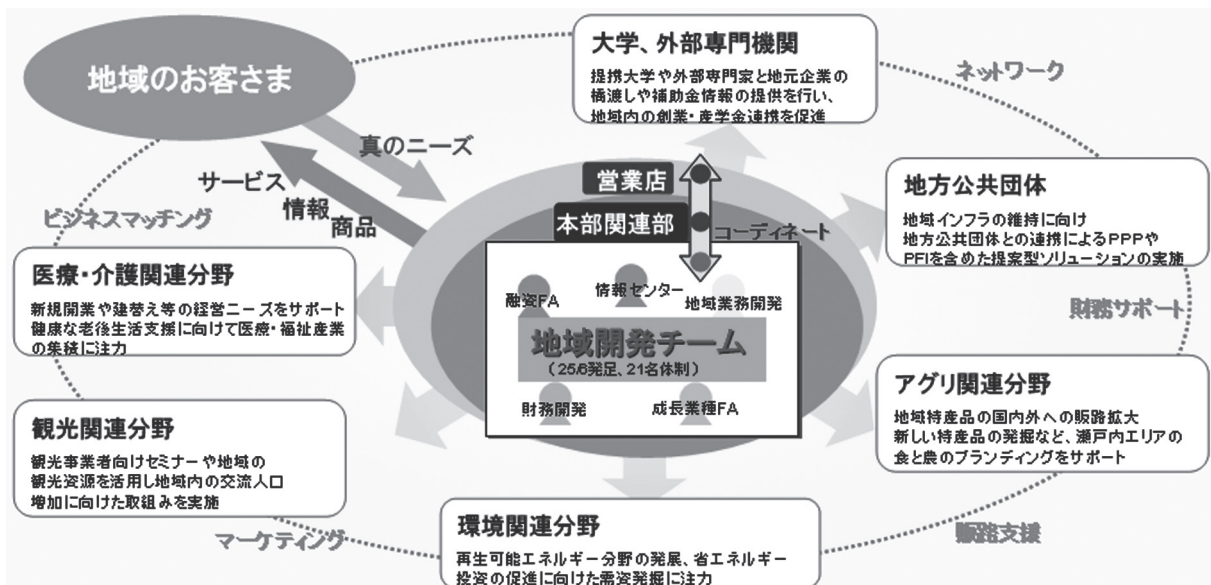 地域のお客さま
真のニーズ
サービス
情報
商品
大学、外部専門機関
提携大学や外部専門家と地元企業の
橋渡しや補助金情報の提供を行い、
地域内の創業・産学金連携を促進
ネットワーク
地方公共団体
地域インフラの維持に向け
地方公共団体との連携によるPPPや
PFIを含めた提案型ソリューションの実施
財務サポート
アグリ関連分野
地域特産品の国内外への販路拡大
新しい特産品の発掘など、瀬戸内エリアの
食と農のブランディングをサポート
販路支援
環境関連分野
再生可能エネルギー分野の発展、省エネルギー
投資の促進に向けた需資発掘に注力
マーケティング
観光関連分野
観光事業者向けセミナーや地域の
観光資源を活用し地域内の交流人口
増加に向けた取組みを実施
医療・介護関連分野
新規開業や建替え等の経営ニーズをサポート
健康な老後生活支援に向けて医療・福祉産業
の集積に注力
ビジネスマッチング
営業店
本部関連部
コーディネート
融資FA
情報センター
地域業務開発
地域開発チーム
(25/6発足、21名体制)
財務開発
成長業種FA